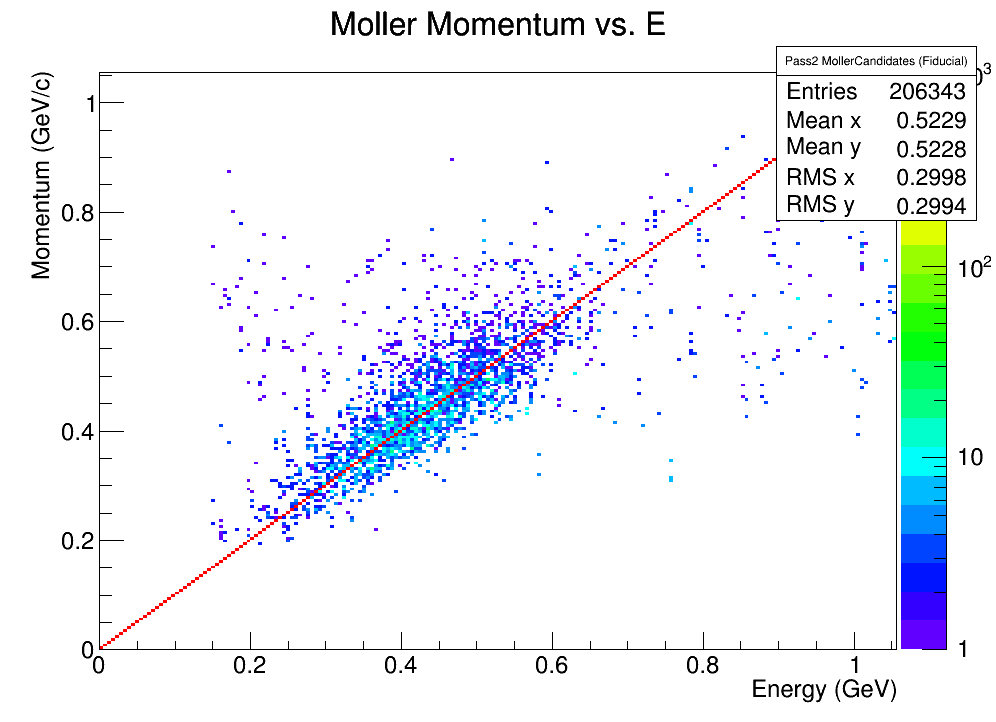 Moller Momentum vs. E
Momentum (GeV/c)
Pass2 MollerCandidates (Fiducial)
Entries 206343
Mean x 0.5229
Mean y 0.5228
RMS x 0.2998
RMS y 0.2994
1
0.8
0.6
0.4
0.2
0
0 0.2 0.4 0.6 0.8 1
Energy (GeV)
0³
10²
10
1